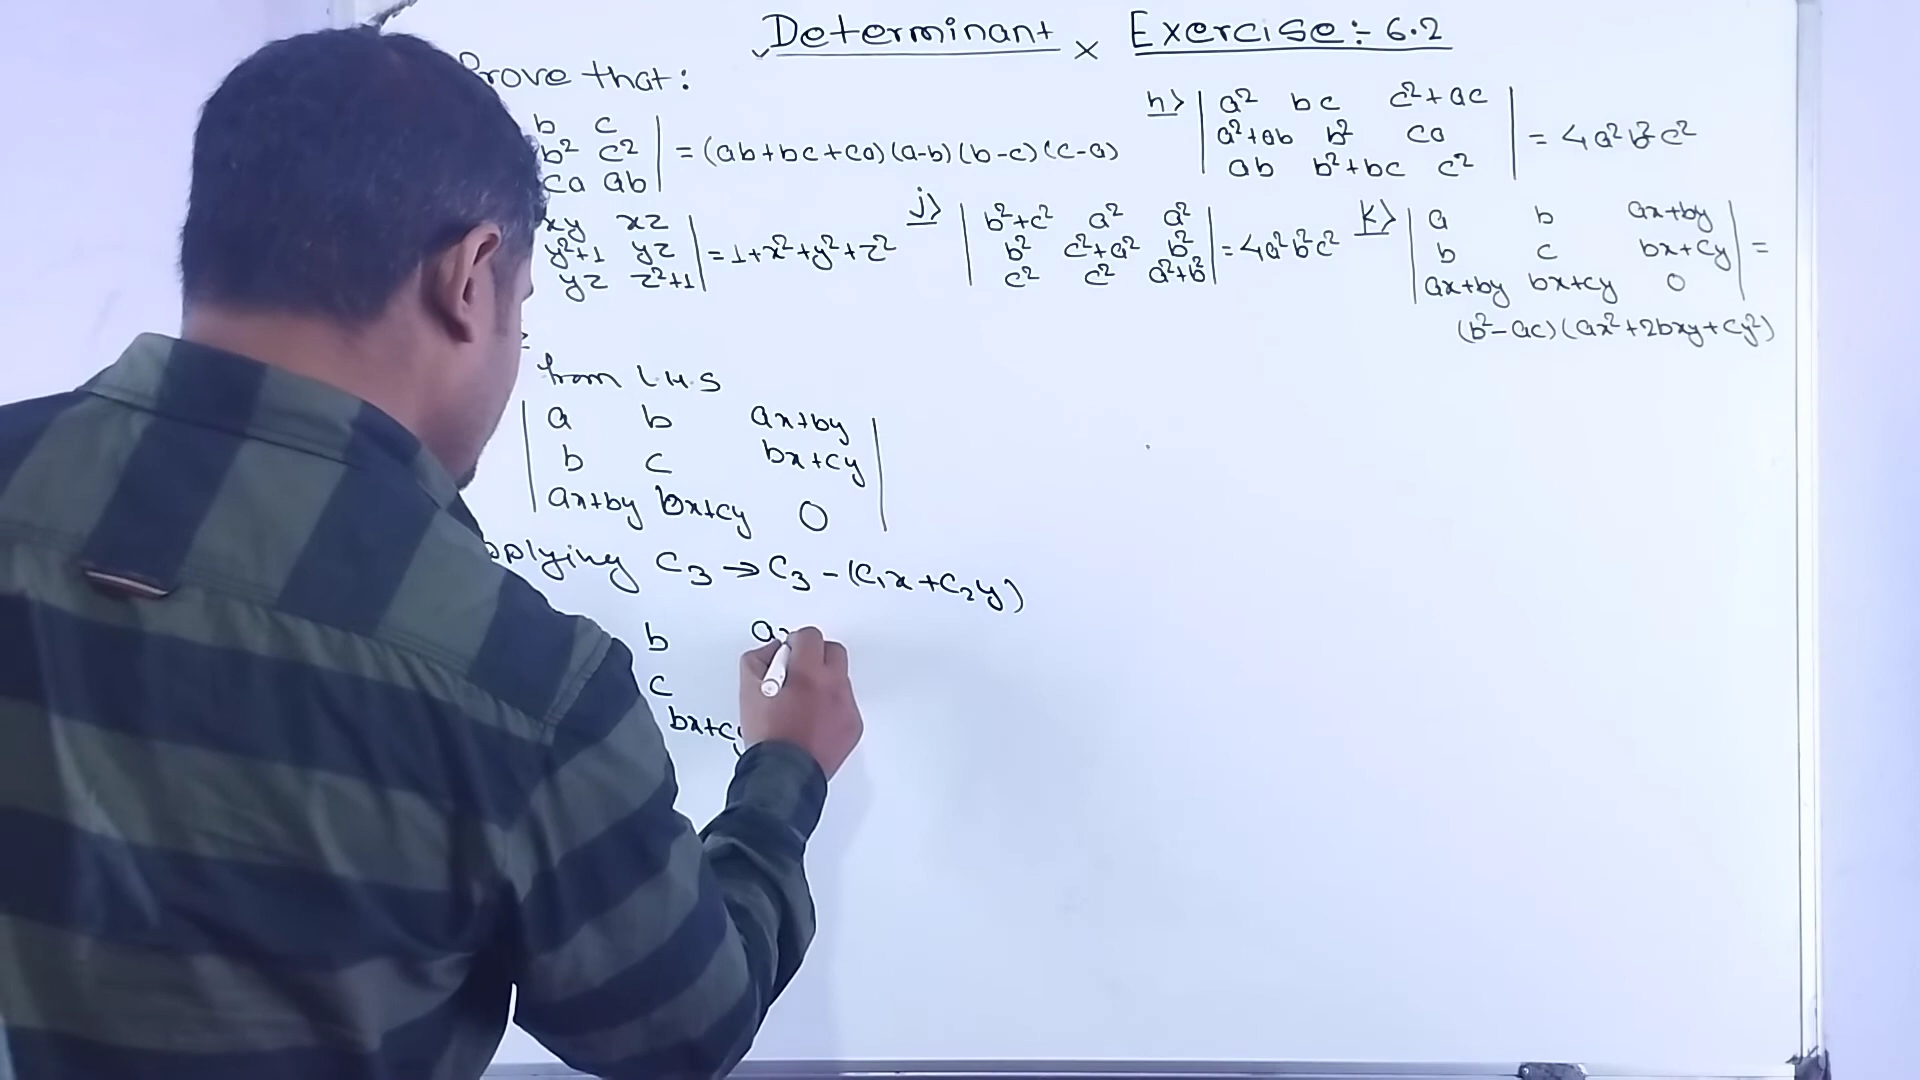 Determinant Exercise:- 6.2
Prove that:
b c
b² c² = (ab+bc+ca)(a-b)(b-c)(c-a)
ca ab
h> a² bc c²+ac
a²+ab b² ca = 4a²b²c²
ab b²+bc c²
xy xz
y²+1 yz = 1+x²+y²+z²
yz z²+1
j> b²+c² a² a²
b² c²+a² b² = 4a²b²c²
c² c² a²+b²
k> a b ax+by
b c bx+cy =
ax+by bx+cy 0
(b²-ac)(ax²+2bxy+cy²)
from L.H.S
a b ax+by
b c bx+cy
ax+by bx+cy 0
pplying C₃→C₃-(C₁x+C₂y)
b ax
c
bx+cy